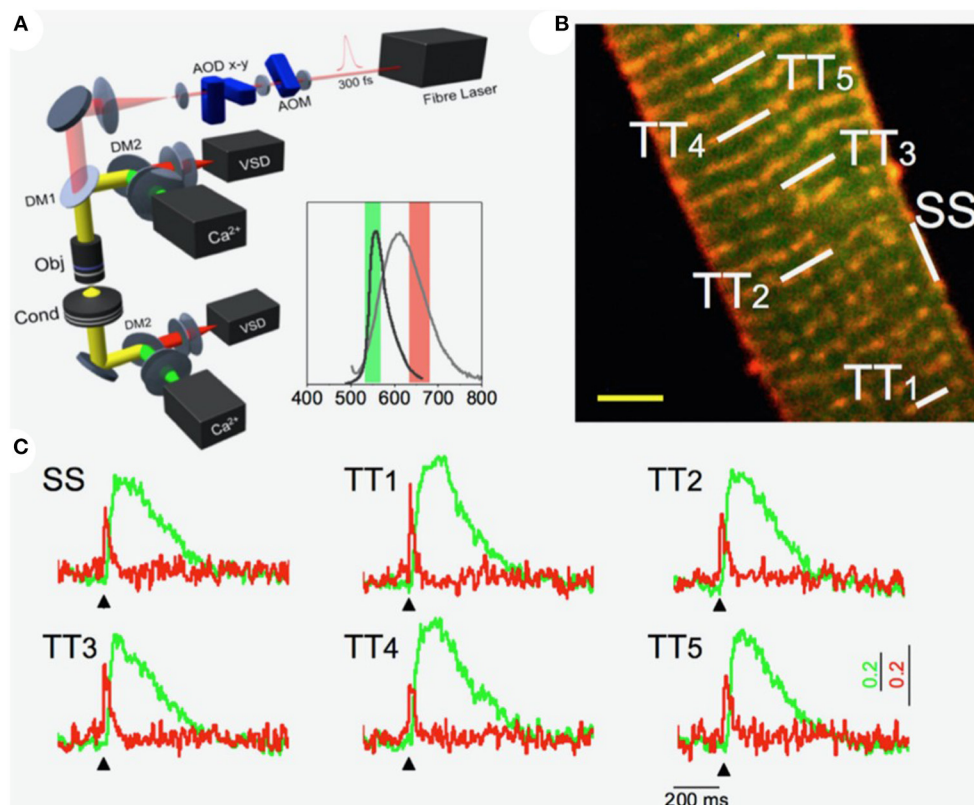 A
AOD x-y
AOM
300 fs
Fibre Laser
DM2
VSD
DM1
Ca2+
Obj
Cond
DM2
VSD
Ca2+
400 500 600 700 800
B
TT5
TT4
TT3
SS
TT2
TT1
C
SS
TT1
TT2
TT3
TT4
TT5
0.2
0.2
200 ms